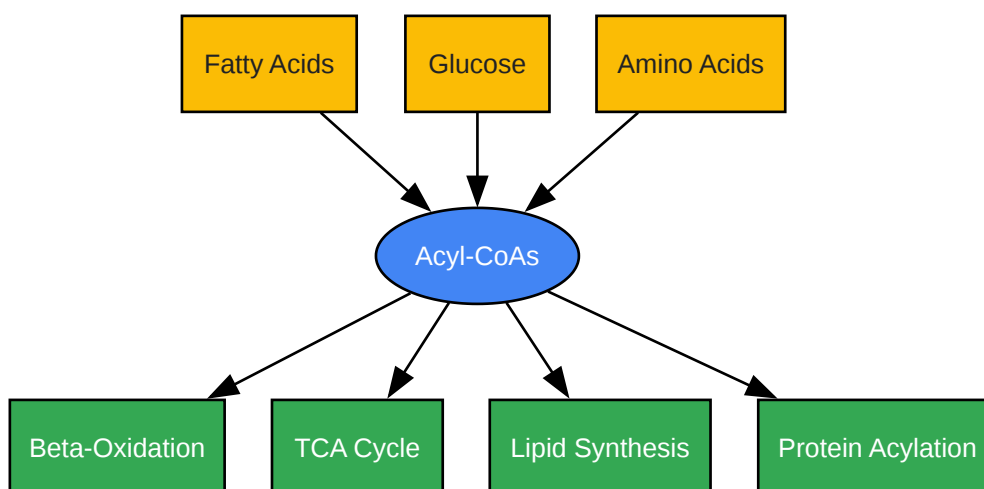 Fatty Acids
Glucose
Amino Acids
Acyl-CoAs
Beta-Oxidation
TCA Cycle
Lipid Synthesis
Protein Acylation